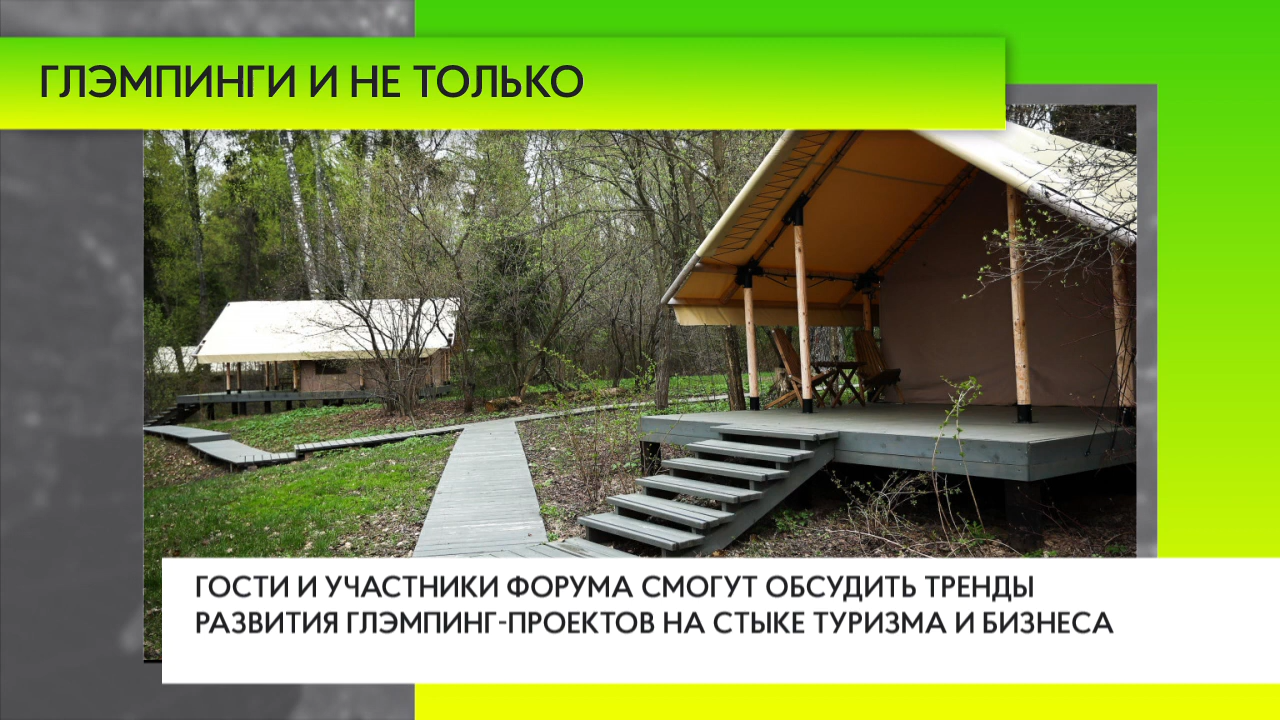 ГЛЭМПИНГИ И НЕ ТОЛЬКО
ГОСТИ И УЧАСТНИКИ ФОРУМА СМОГУТ ОБСУДИТЬ ТРЕНДЫ
РАЗВИТИЯ ГЛЭМПИНГ-ПРОЕКТОВ НА СТЫКЕ ТУРИЗМА И БИЗНЕСА